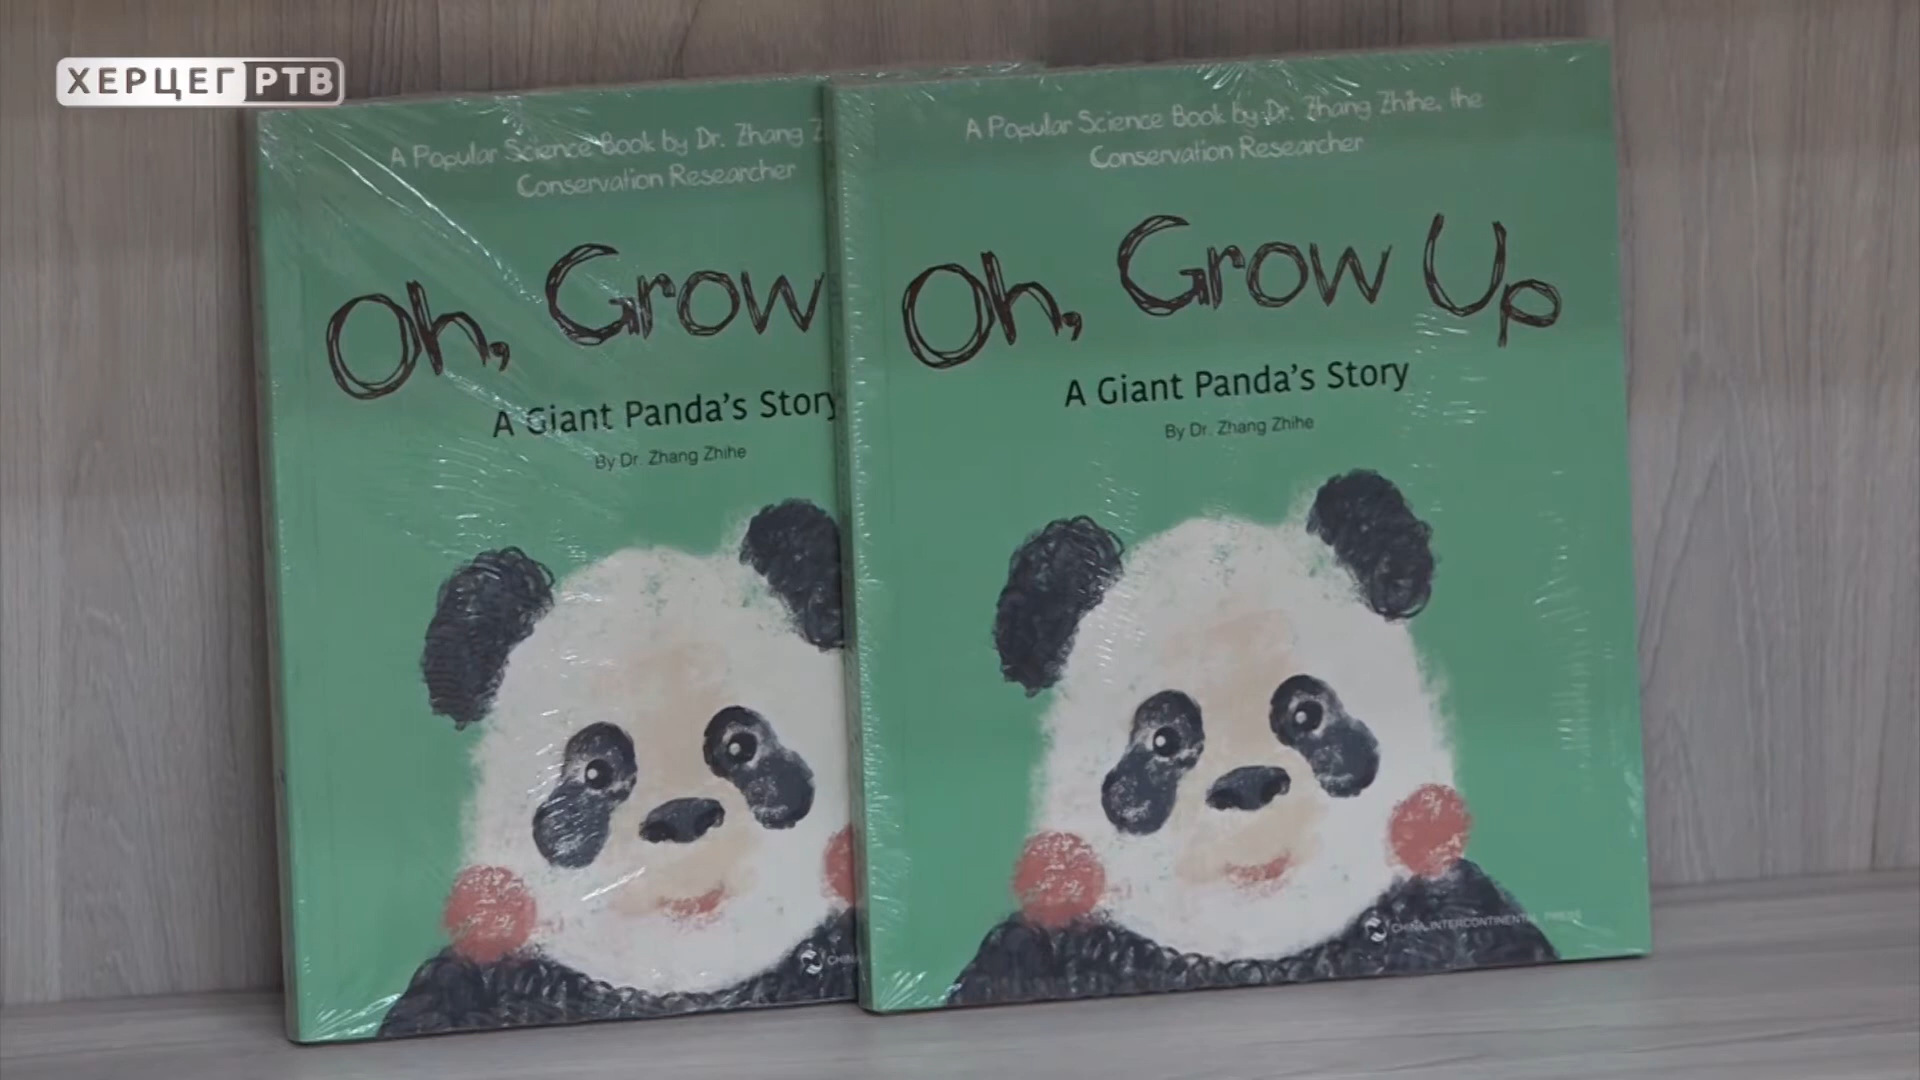 ХЕРЦЕГ РТВ
A Popular Science Book by Dr. Zhang
Conservation Researcher
Oh, Grow
A Giant Panda's Story
By Dr. Zhang Zhihe
A Popular Science Book by Dr. Zhang Zhihe, the
Conservation Researcher
Oh, Grow Up
A Giant Panda's Story
By Dr. Zhang Zhihe
CHINA INTERCONTINENTAL PRESS